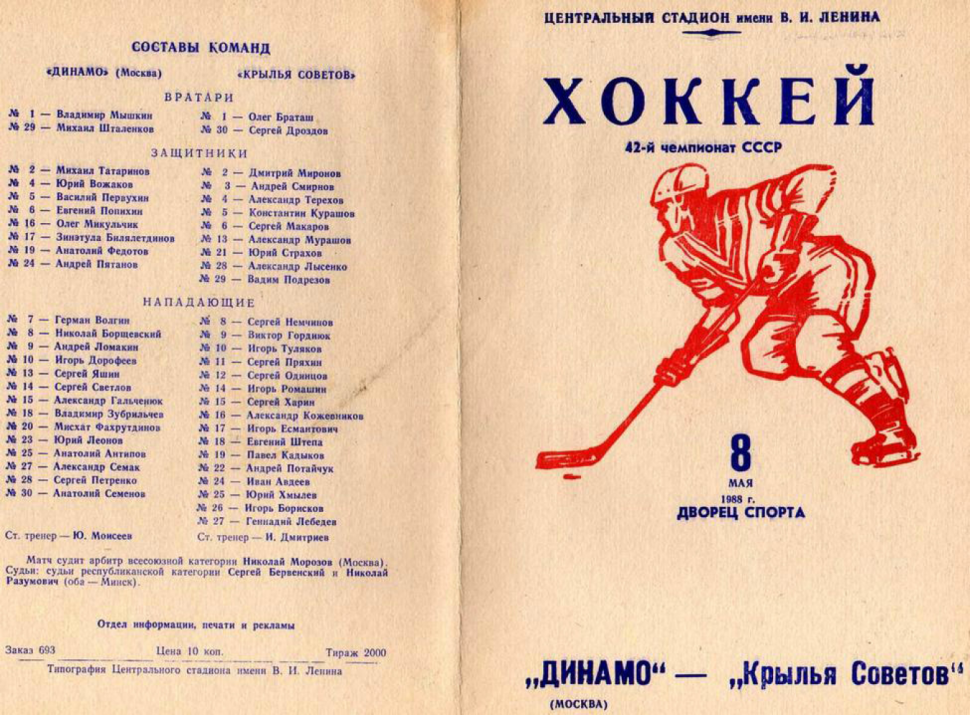 СОСТАВЫ КОМАНД
«ДИНАМО» (Москва) «КРЫЛЬЯ СОВЕТОВ»
ВРАТАРИ
№ 1 — Владимир Мышкин № 1 — Олег Браташ
№ 29 — Михаил Шталенков № 30 — Сергей Дроздов
ЗАЩИТНИКИ
№ 2 — Михаил Татаринов № 2 — Дмитрий Миронов
№ 4 — Юрий Вожаков № 3 — Андрей Смирнов
№ 5 — Василий Первухин № 4 — Александр Терехов
№ 6 — Евгений Попихин № 5 — Константин Курашов
№ 16 — Олег Микульчик № 6 — Сергей Макаров
№ 17 — Зинэтула Билялетдинов № 13 — Александр Мурашов
№ 19 — Анатолий Федотов № 21 — Юрий Страхов
№ 24 — Андрей Пятанов № 28 — Александр Лысенко
№ 29 — Вадим Подрезов
НАПАДАЮЩИЕ
№ 7 — Герман Волгин № 8 — Сергей Немчинов
№ 8 — Николай Борщевский № 9 — Виктор Гордиюк
№ 9 — Андрей Ломакин № 10 — Игорь Туляков
№ 10 — Игорь Дорофеев № 11 — Сергей Пряхин
№ 13 — Сергей Яшин № 12 — Сергей Одинцов
№ 14 — Сергей Светлов № 14 — Игорь Ромашин
№ 15 — Александр Гальченюк № 15 — Сергей Харин
№ 18 — Владимир Зубрильчев № 16 — Александр Кожевников
№ 20 — Мисхат Фахрутдинов № 17 — Игорь Есмантович
№ 23 — Юрий Леонов № 18 — Евгений Штепа
№ 25 — Анатолий Антипов № 19 — Павел Кадыков
№ 27 — Александр Семак № 22 — Андрей Потайчук
№ 28 — Сергей Петренко № 24 — Иван Авдеев
№ 30 — Анатолий Семенов № 25 — Юрий Хмылев
№ 26 — Игорь Борисков
№ 27 — Геннадий Лебедев
Ст. тренер — Ю. Моисеев Ст. тренер — И. Дмитриев
Матч судит арбитр всесоюзной категории Николай Морозов (Москва).
Судьи: судьи республиканской категории Сергей Бервенский и Николай
Разумович (оба — Минск).
Отдел информации, печати и рекламы
Заказ 693 Цена 10 коп. Тираж 2000
Типография Центрального стадиона имени В. И. Ленина
ЦЕНТРАЛЬНЫЙ СТАДИОН имени В. И. ЛЕНИНА
ХОККЕЙ
42-й чемпионат СССР
8
МАЯ
1988 г.
ДВОРЕЦ СПОРТА
„ДИНАМО“ — „Крылья Советов“
(МОСКВА)